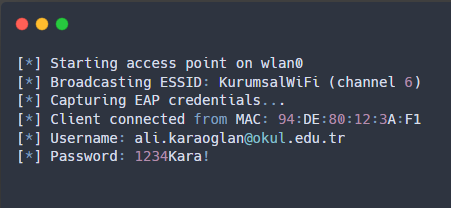 [*] Starting access point on wlan0
[*] Broadcasting ESSID: KurumsalWiFi (channel 6)
[*] Capturing EAP credentials...
[*] Client connected from MAC: 94:DE:80:12:3A:F1
[*] Username: ali.karaoglan@okul.edu.tr
[*] Password: 1234Kara!